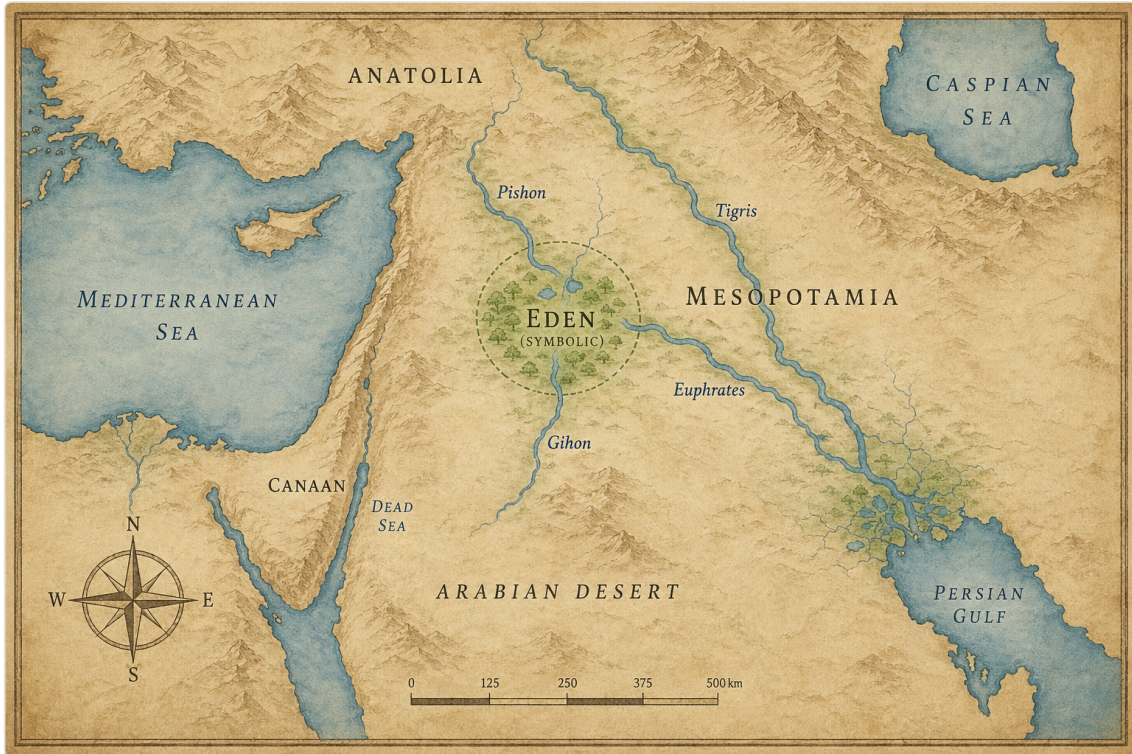 ANATOLIA
CASPIAN
SEA
Pishon
Tigris
MEDITERRANEAN
SEA
MESOPOTAMIA
EDEN
(SYMBOLIC)
Euphrates
Gihon
CANAAN
DEAD
SEA
N
W
E
S
ARABIAN DESERT
PERSIAN
GULF
0 125 250 375 500 km